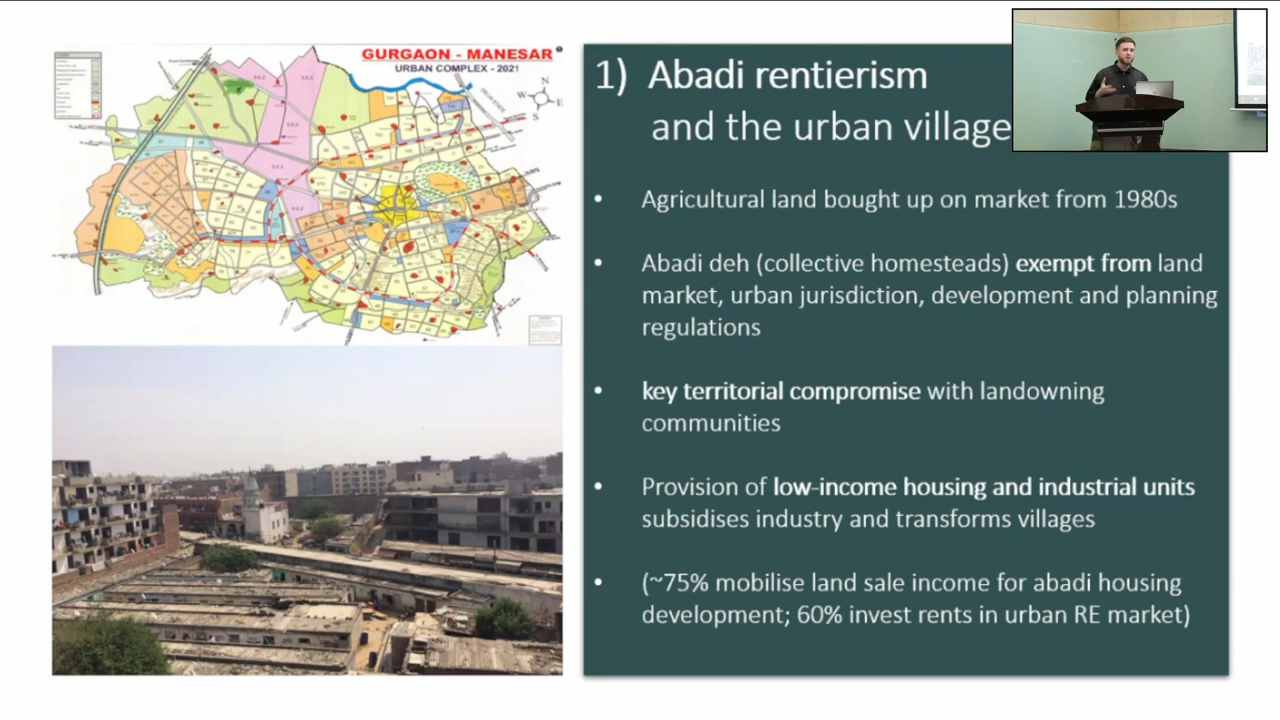 GURGAON - MANESAR
URBAN COMPLEX - 2021
N
W
E
S
1) Abadi rentierism
and the urban village
• Agricultural land bought up on market from 1980s
• Abadi deh (collective homesteads) exempt from land
market, urban jurisdiction, development and planning
regulations
• key territorial compromise with landowning
communities
• Provision of low-income housing and industrial units
subsidises industry and transforms villages
• (~75% mobilise land sale income for abadi housing
development; 60% invest rents in urban RE market)